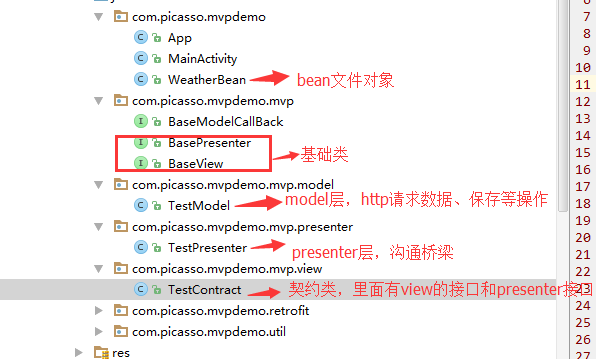 com.picasso.mvpdemo
App
MainActivity
WeatherBean
bean文件对象
com.picasso.mvpdemo.mvp
BaseModelCallBack
BasePresenter
BaseView
基础类
com.picasso.mvpdemo.mvp.model
TestModel
model层，http请求数据、保存等操作
com.picasso.mvpdemo.mvp.presenter
TestPresenter
presenter层，沟通桥梁
com.picasso.mvpdemo.mvp.view
TestContract
契约类，里面有view的接口和presenter接口
com.picasso.mvpdemo.retrofit
com.picasso.mvpdemo.util
res
6
7
8
9
10
11
12
13
14
15
16
17
18
19
20
21
22
23
24
25
26
27